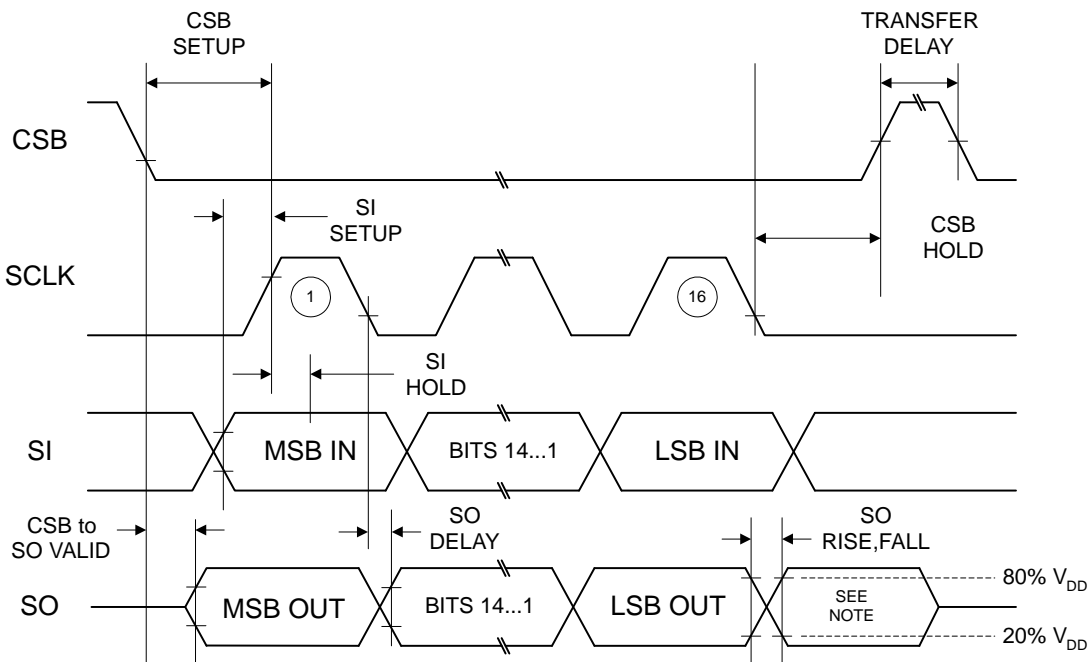 CSB
SETUP
TRANSFER
DELAY
CSB
SI
SETUP
CSB
HOLD
SCLK
1
16
SI
HOLD
SI
MSB IN
BITS 14...1
LSB IN
CSB to
SO VALID
SO
DELAY
SO
RISE,FALL
SO
MSB OUT
BITS 14...1
LSB OUT
SEE
NOTE
80% VDD
20% VDD